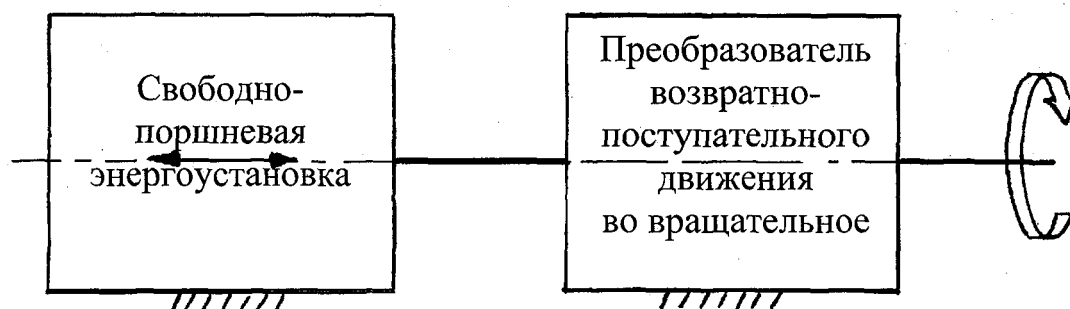 Свободно-
поршневая
энергоустановка
Преобразователь
возвратно-
поступательного
движения
во вращательное